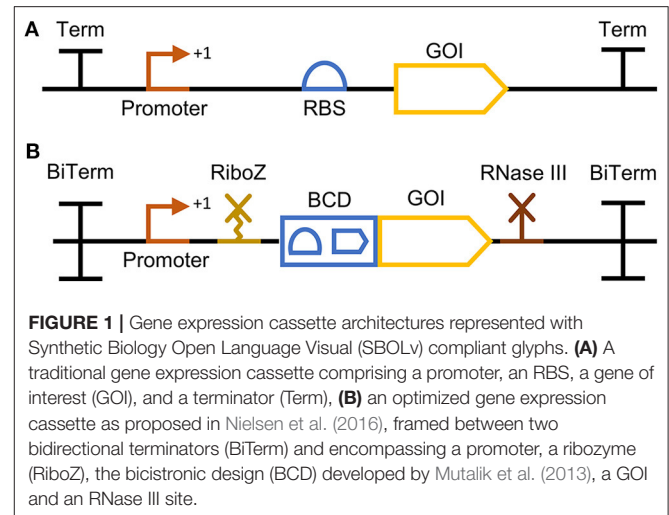 A
Term
Term
GOI
+1
Promoter
RBS
B
BiTerm
RiboZ
RNase III
BiTerm
BCD
GOI
+1
Promoter
FIGURE 1 | Gene expression cassette architectures represented with
Synthetic Biology Open Language Visual (SBOLv) compliant glyphs. (A) A
traditional gene expression cassette comprising a promoter, an RBS, a gene of
interest (GOI), and a terminator (Term), (B) an optimized gene expression
cassette as proposed in Nielsen et al. (2016), framed between two
bidirectional terminators (BiTerm) and encompassing a promoter, a ribozyme
(RiboZ), the bicistronic design (BCD) developed by Mutalik et al. (2013), a GOI
and an RNase III site.